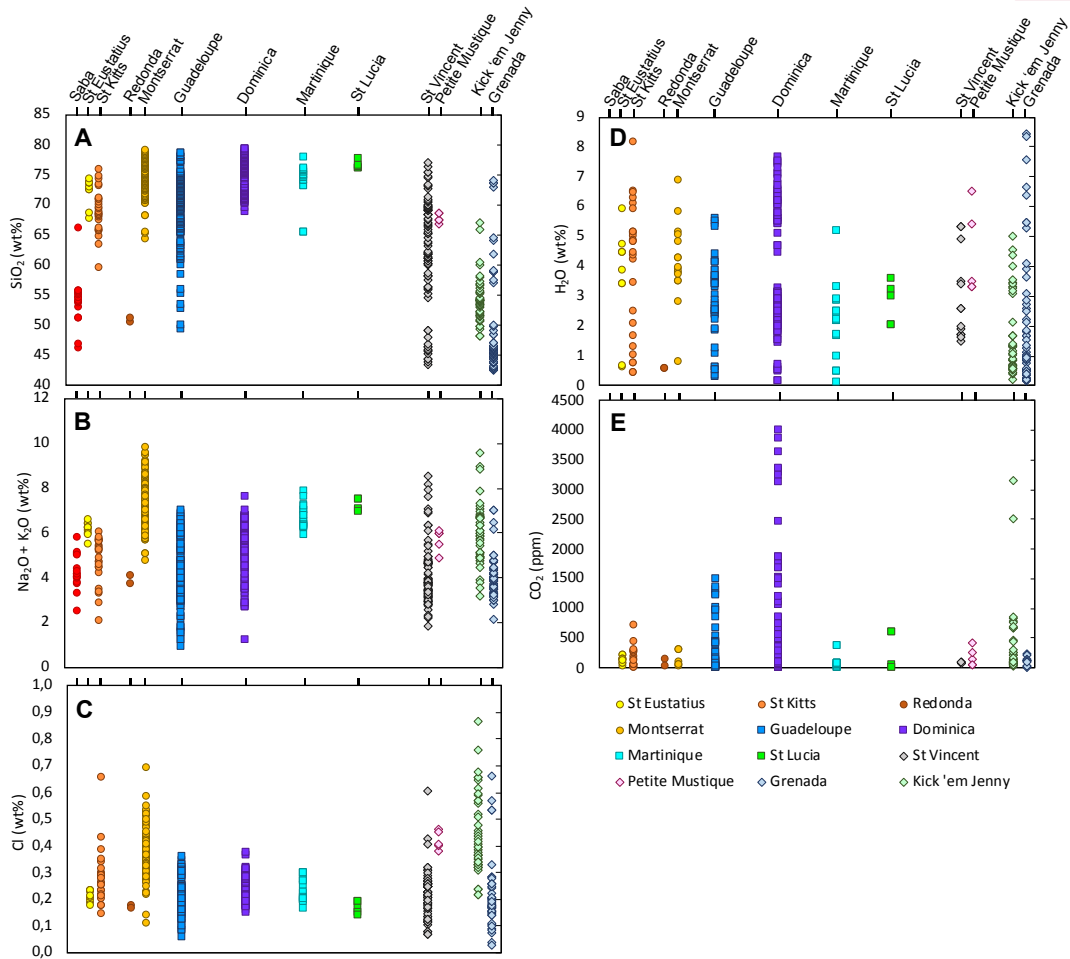 Saba
St Eustatius
St Kitts
Redonda
Montserrat
Guadeloupe
Dominica
Martinique
St Lucia
St Vincent
Petite Mustique
Kick 'em Jenny
Grenada
A
85
80
75
70
65
60
55
50
45
40
SiO₂ (wt%)
B
12
10
8
6
4
2
0
Na₂O + K₂O (wt%)
C
1,0
0,9
0,8
0,7
0,6
0,5
0,4
0,3
0,2
0,1
0,0
Cl (wt%)
Saba
St Eustatius
St Kitts
Redonda
Montserrat
Guadeloupe
Dominica
Martinique
St Lucia
St Vincent
Petite Mustique
Kick 'em Jenny
Grenada
D
9
8
7
6
5
4
3
2
1
0
H₂O (wt%)
E
4500
4000
3500
3000
2500
2000
1500
1000
500
0
CO₂ (ppm)
St Eustatius St Kitts Redonda
Montserrat Guadeloupe Dominica
Martinique St Lucia St Vincent
Petite Mustique Grenada Kick 'em Jenny